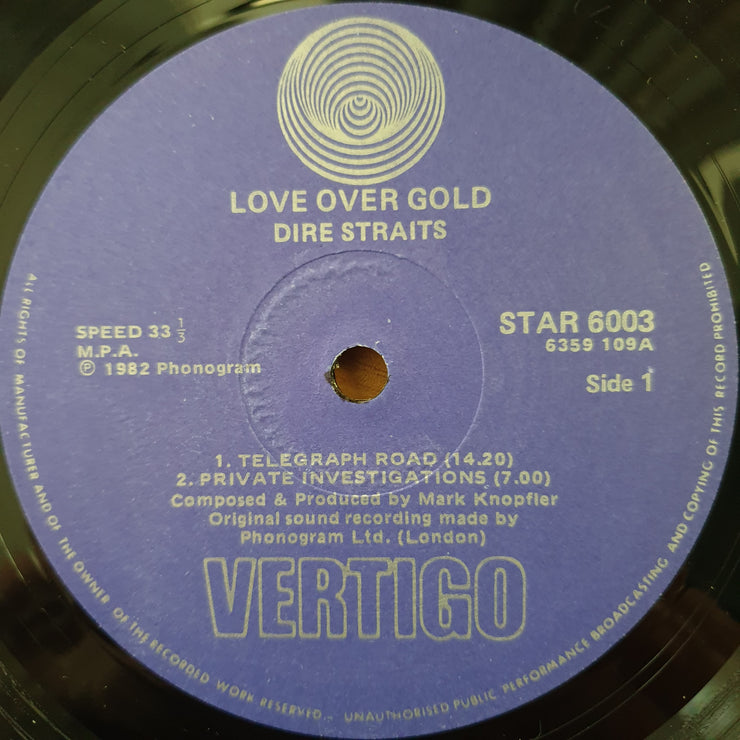 LOVE OVER GOLD
DIRE STRAITS
SPEED 33 1/3
M.P.A.
℗ 1982 Phonogram
STAR 6003
6359 109A
Side 1
1. TELEGRAPH ROAD (14.20)
2. PRIVATE INVESTIGATIONS (7.00)
Composed & Produced by Mark Knopfler
Original sound recording made by
Phonogram Ltd. (London)
VERTIGO
ALL RIGHTS OF MANUFACTURER AND OF THE OWNER OF THE RECORDED WORK RESERVED - UNAUTHORISED PUBLIC PERFORMANCE BROADCASTING AND COPYING OF THIS RECORD PROHIBITED